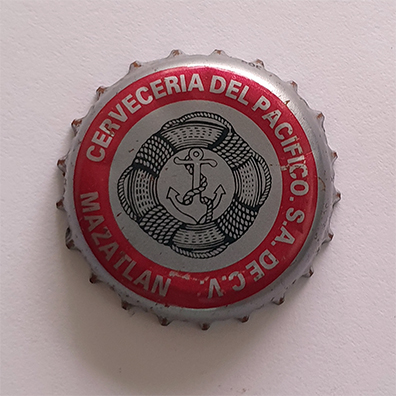 CERVECERIA DEL PACIFICO. S.A. DE C.V.
MAZATLAN